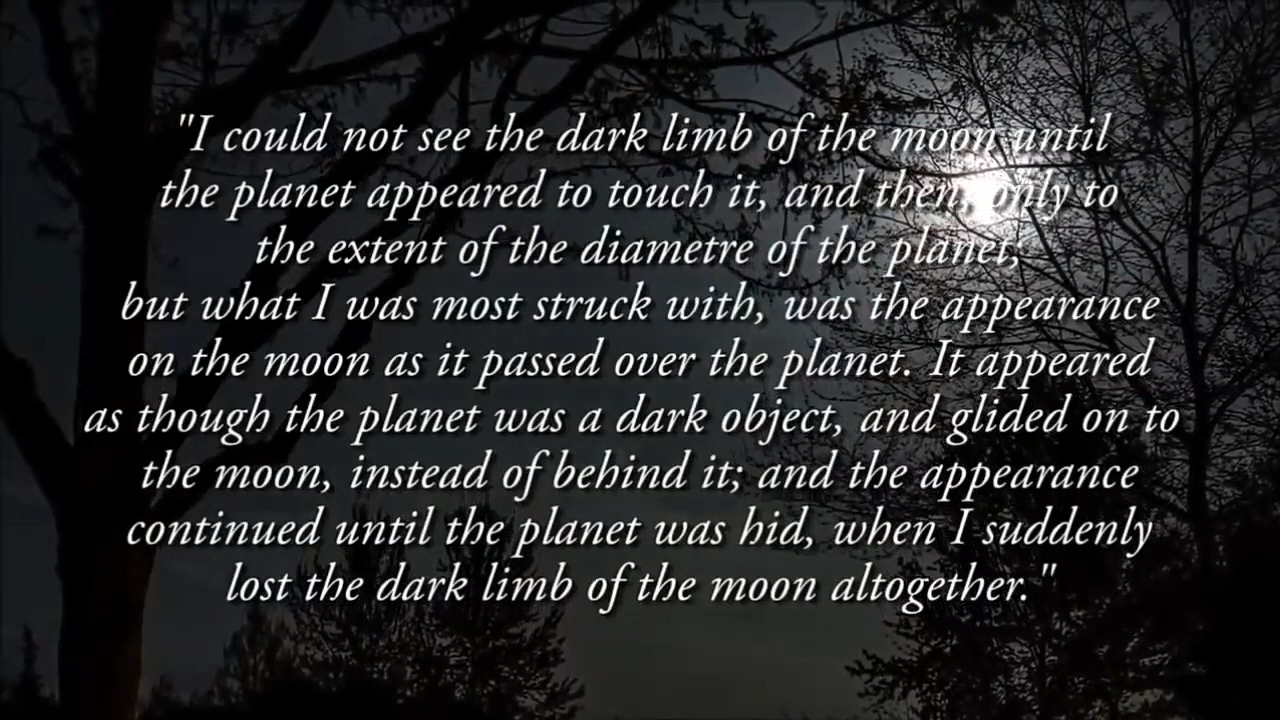 "I could not see the dark limb of the moon until
the planet appeared to touch it, and then, only to
the extent of the diametre of the planet;
but what I was most struck with, was the appearance
on the moon as it passed over the planet. It appeared
as though the planet was a dark object, and glided on to
the moon, instead of behind it; and the appearance
continued until the planet was hid, when I suddenly
lost the dark limb of the moon altogether."